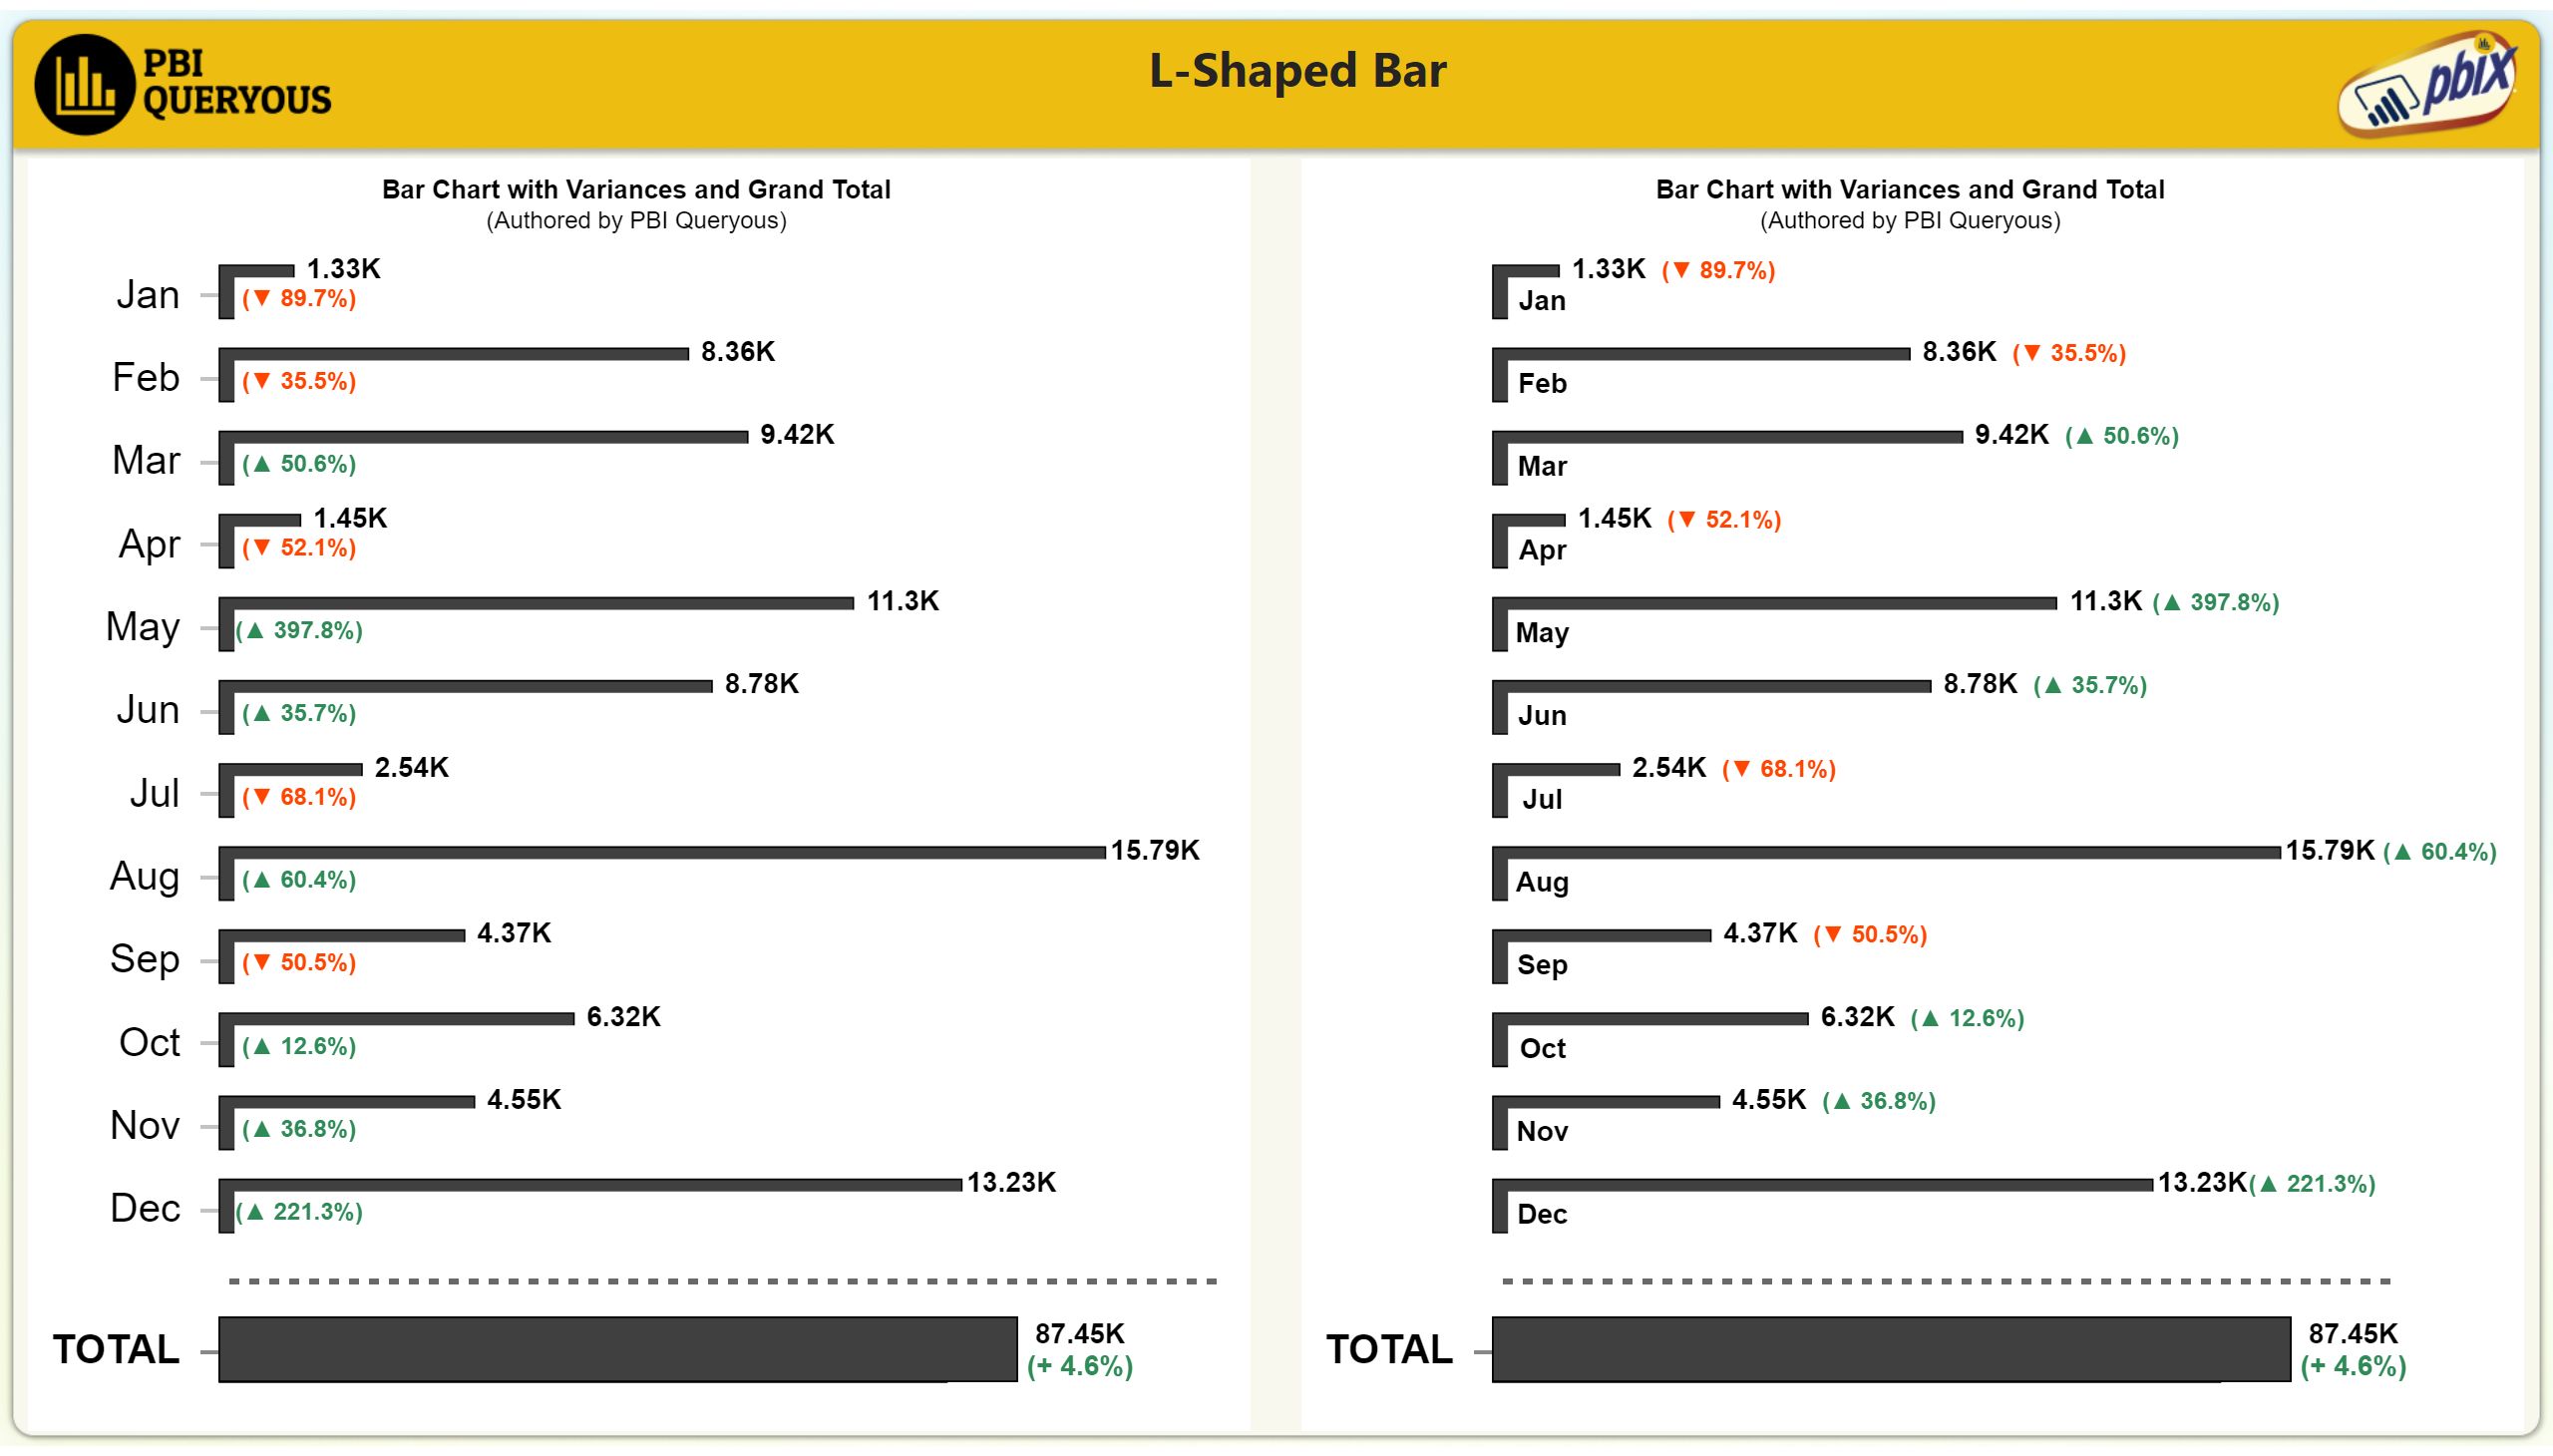 PBI
QUERYOUS
L-Shaped Bar
pbix
Bar Chart with Variances and Grand Total
(Authored by PBI Queryous)
Jan
1.33K
(▼ 89.7%)
Feb
8.36K
(▼ 35.5%)
Mar
9.42K
(▲ 50.6%)
Apr
1.45K
(▼ 52.1%)
May
11.3K
(▲ 397.8%)
Jun
8.78K
(▲ 35.7%)
Jul
2.54K
(▼ 68.1%)
Aug
15.79K
(▲ 60.4%)
Sep
4.37K
(▼ 50.5%)
Oct
6.32K
(▲ 12.6%)
Nov
4.55K
(▲ 36.8%)
Dec
13.23K
(▲ 221.3%)
TOTAL
87.45K
(+ 4.6%)
Bar Chart with Variances and Grand Total
(Authored by PBI Queryous)
1.33K (▼ 89.7%)
Jan
8.36K (▼ 35.5%)
Feb
9.42K (▲ 50.6%)
Mar
1.45K (▼ 52.1%)
Apr
11.3K (▲ 397.8%)
May
8.78K (▲ 35.7%)
Jun
2.54K (▼ 68.1%)
Jul
15.79K (▲ 60.4%)
Aug
4.37K (▼ 50.5%)
Sep
6.32K (▲ 12.6%)
Oct
4.55K (▲ 36.8%)
Nov
13.23K (▲ 221.3%)
Dec
TOTAL
87.45K
(+ 4.6%)